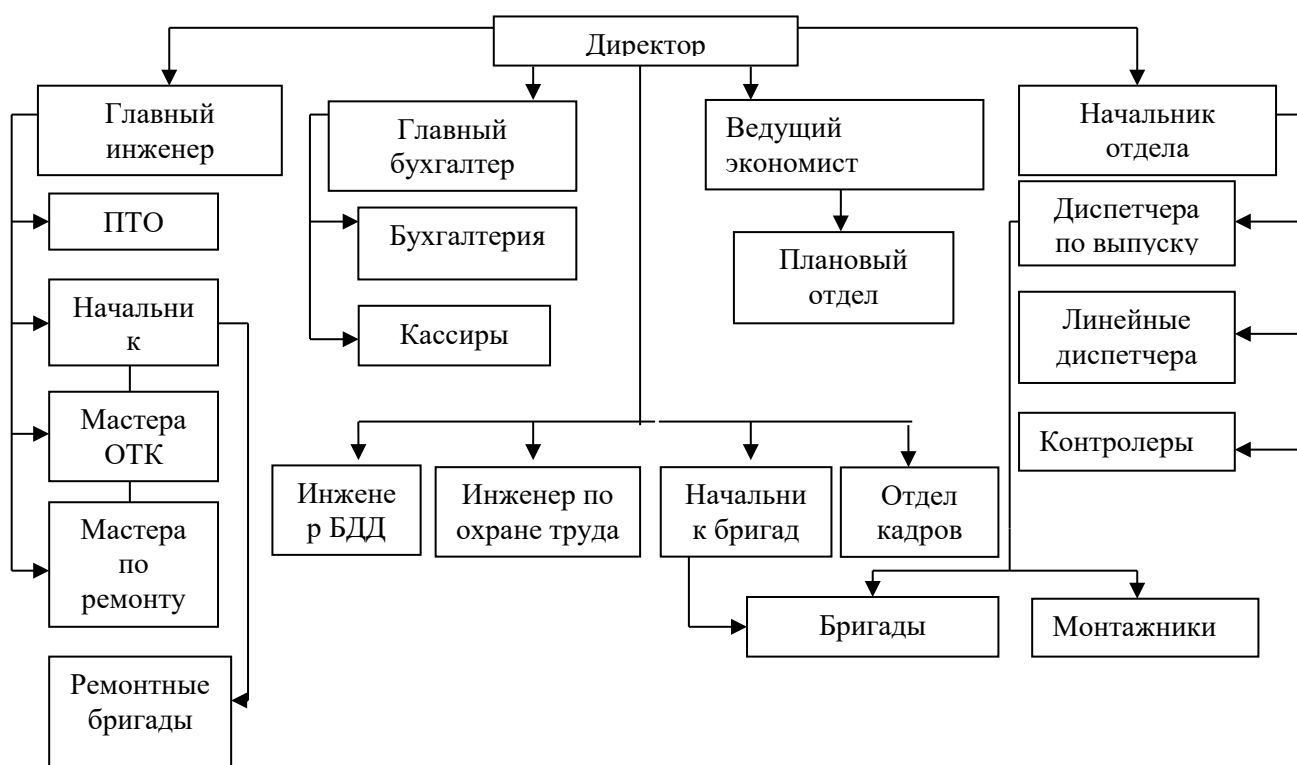 Директор
Главный
инженер
Главный
бухгалтер
Ведущий
экономист
Начальник
отдела
ПТО
Бухгалтерия
Диспетчера
по выпуску
Плановый
отдел
Начальни
к
Кассиры
Линейные
диспетчера
Мастера
ОТК
Контролеры
Инжене
р БДД
Инженер по
охране труда
Начальни
к бригад
Отдел
кадров
Мастера
по
ремонту
Бригады
Монтажники
Ремонтные
бригады